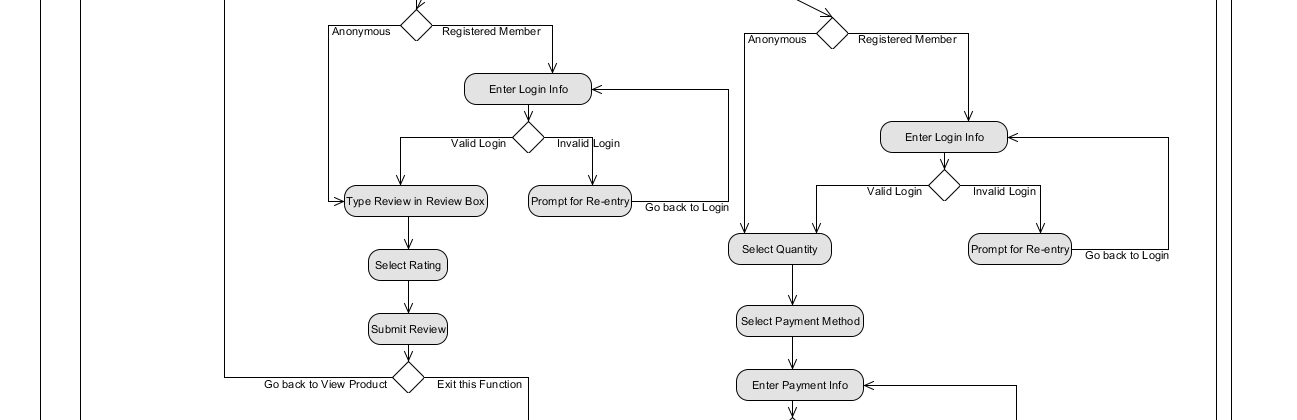 Anonymous
Registered Member
Enter Login Info
Valid Login
Invalid Login
Type Review in Review Box
Prompt for Re-entry
Go back to Login
Select Rating
Submit Review
Go back to View Product
Exit this Function
Anonymous
Registered Member
Enter Login Info
Valid Login
Invalid Login
Select Quantity
Prompt for Re-entry
Go back to Login
Select Payment Method
Enter Payment Info